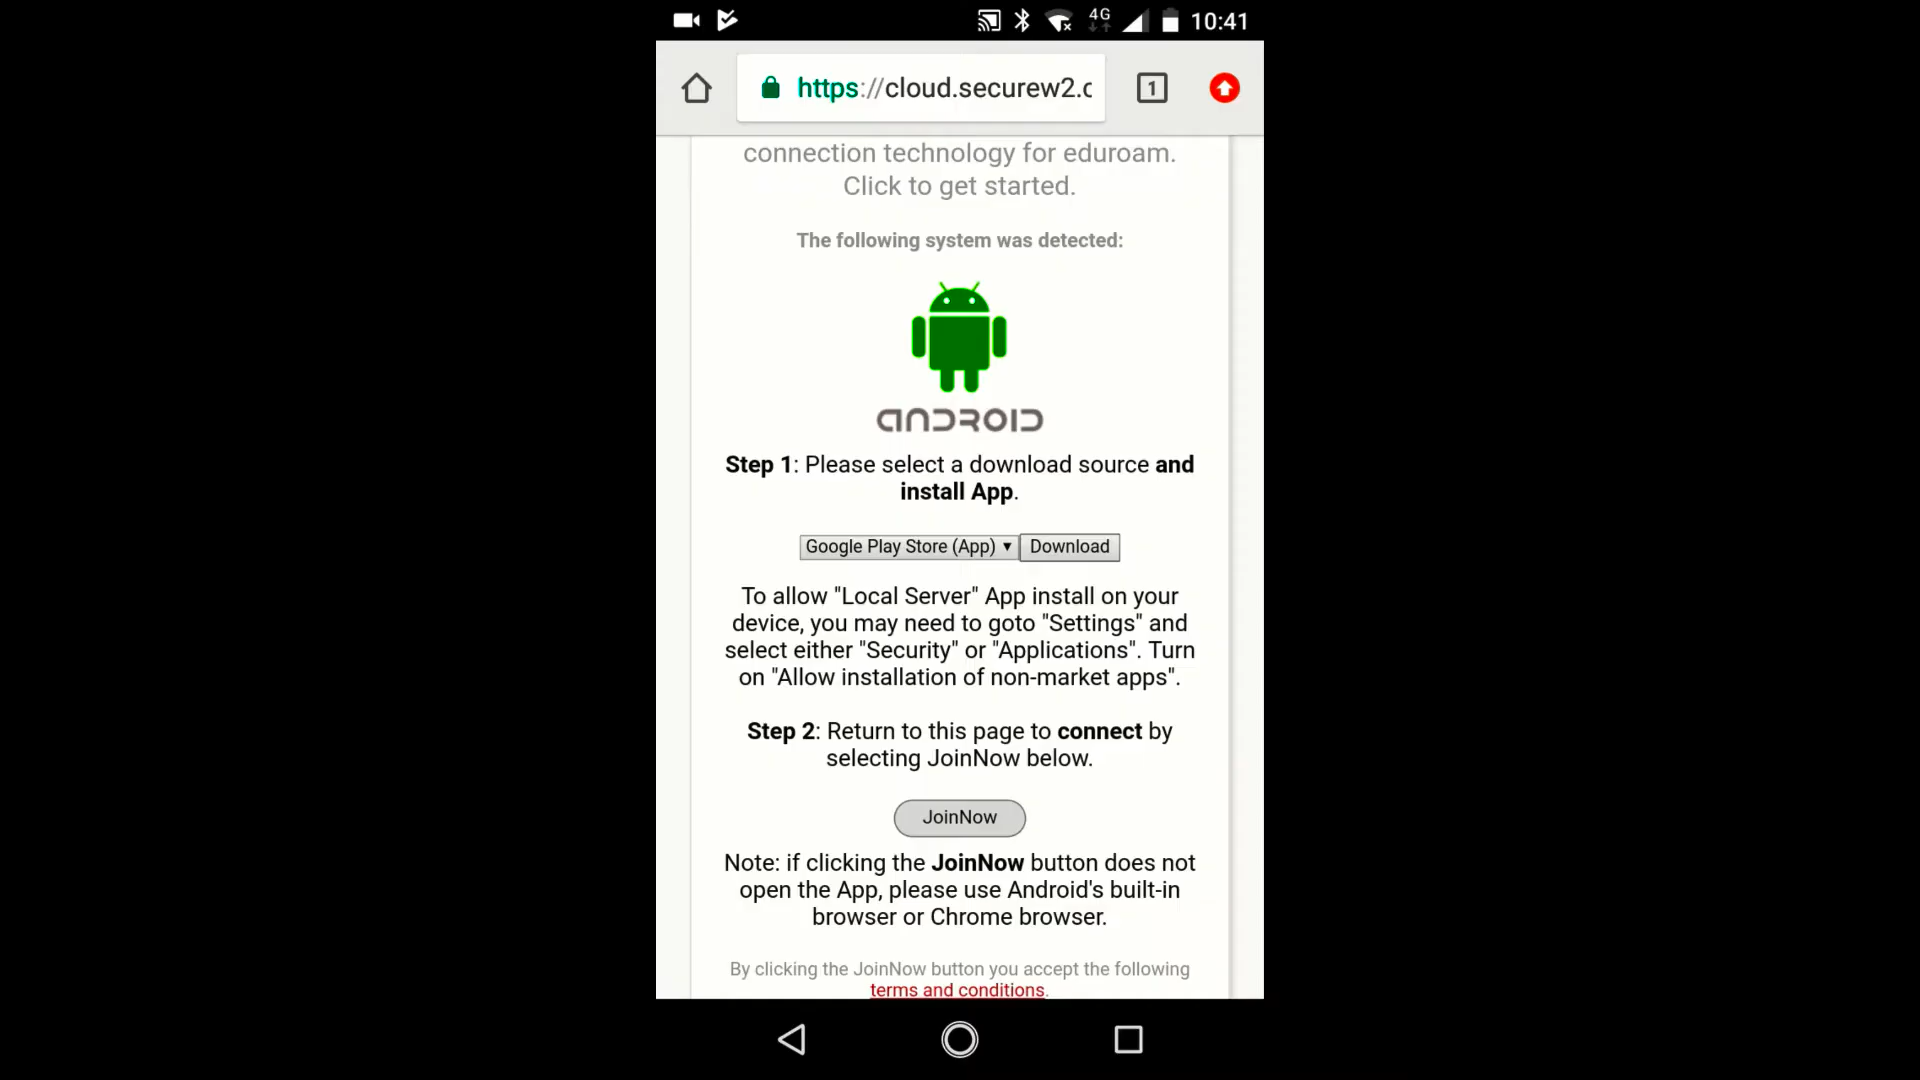 4G 10:41
https://cloud.securew2.c
1
connection technology for eduroam.
Click to get started.
The following system was detected:
ANDROID
Step 1: Please select a download source and
install App.
Google Play Store (App) ▾ Download
To allow "Local Server" App install on your
device, you may need to goto "Settings" and
select either "Security" or "Applications". Turn
on "Allow installation of non-market apps".
Step 2: Return to this page to connect by
selecting JoinNow below.
JoinNow
Note: if clicking the JoinNow button does not
open the App, please use Android's built-in
browser or Chrome browser.
By clicking the JoinNow button you accept the following
terms and conditions.